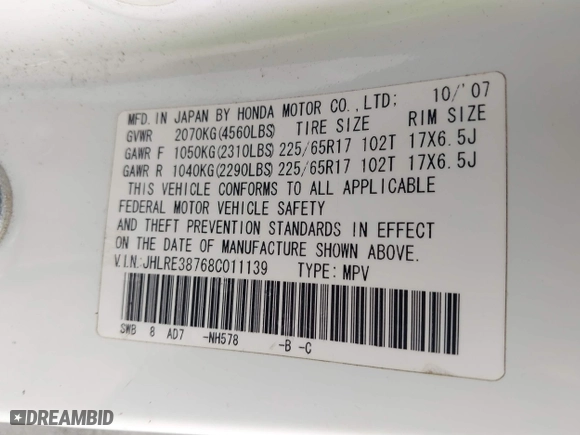 MFD. IN JAPAN BY HONDA MOTOR CO.,LTD; 10/'07
GVWR 2070KG(4560LBS) TIRE SIZE RIM SIZE
GAWR F 1050KG(2310LBS) 225/65R17 102T 17X6.5J
GAWR R 1040KG(2290LBS) 225/65R17 102T 17X6.5J
THIS VEHICLE CONFORMS TO ALL APPLICABLE
FEDERAL MOTOR VEHICLE SAFETY
AND THEFT PREVENTION STANDARDS IN EFFECT
ON THE DATE OF MANUFACTURE SHOWN ABOVE.
V.I.N.:JHLRE38768C011139 TYPE: MPV
SWB 8 AD7 -NH578 -B -C
DREAMBID